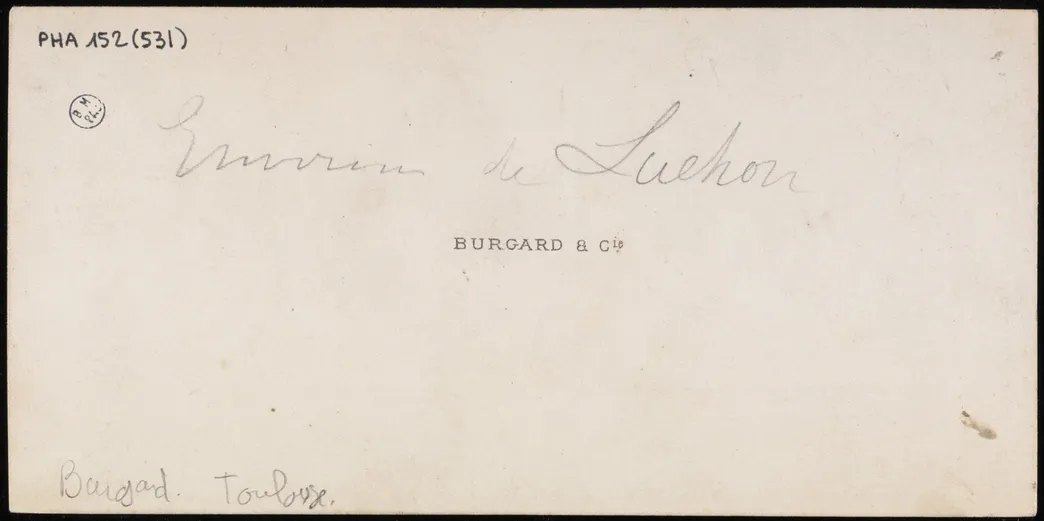 PHA 152 (531)
B M
Environs de Luchon
BURGARD & Cie
Burgard. Toulouse.